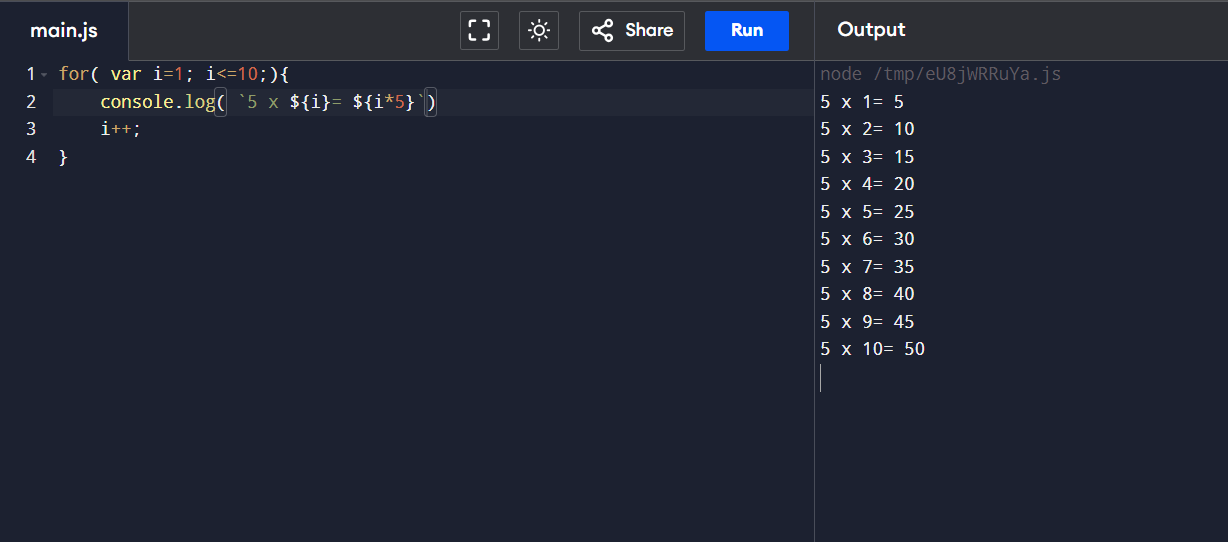 main.js
Share
Run
Output
1 for( var i=1; i<=10;){
2     console.log( `5 x ${i}= ${i*5}`)
3     i++;
4 }
node /tmp/eU8jWRRuYa.js
5 x 1= 5
5 x 2= 10
5 x 3= 15
5 x 4= 20
5 x 5= 25
5 x 6= 30
5 x 7= 35
5 x 8= 40
5 x 9= 45
5 x 10= 50